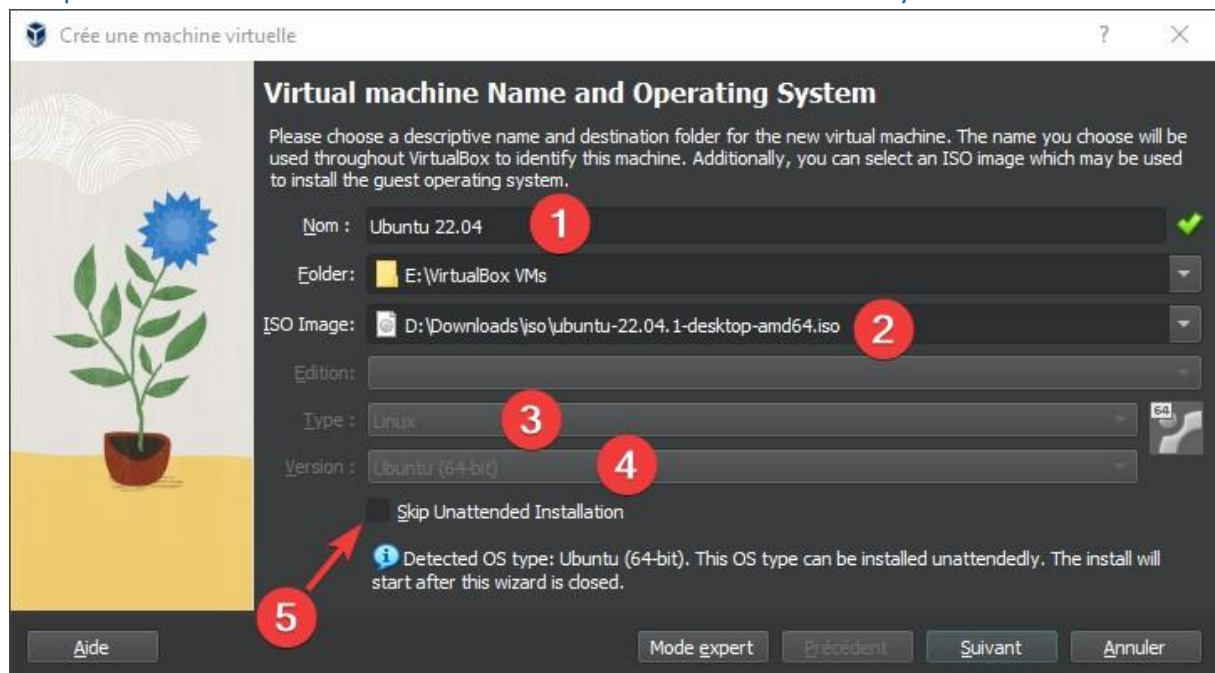 Crée une machine virtuelle
?
Virtual machine Name and Operating System
Please choose a descriptive name and destination folder for the new virtual machine. The name you choose will be
used throughout VirtualBox to identify this machine. Additionally, you can select an ISO image which may be used
to install the guest operating system.
Nom : Ubuntu 22.04 1
Folder: E:\VirtualBox VMs
ISO Image: D:\Downloads\iso\ubuntu-22.04.1-desktop-amd64.iso 2
Edition:
Type : Linux 3 64
Version : Ubuntu (64-bit) 4
Skip Unattended Installation
Detected OS type: Ubuntu (64-bit). This OS type can be installed unattendedly. The install will
start after this wizard is closed.
5
Aide Mode expert Précédent Suivant Annuler